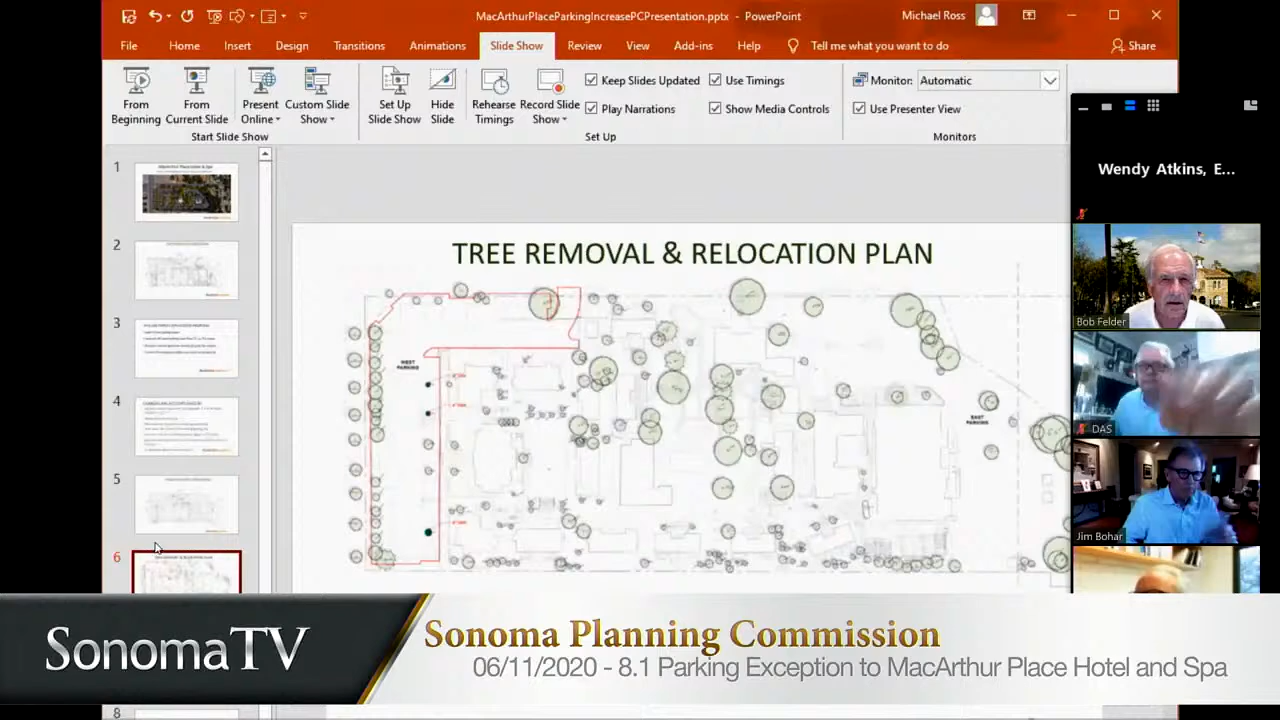 MacArthurPlaceParkingIncreasePCPresentation.pptx - PowerPoint
Michael Ross
File Home Insert Design Transitions Animations Slide Show Review View Add-ins Help Tell me what you want to do Share
From Beginning
From Current Slide
Present Online
Custom Slide Show
Start Slide Show
Set Up Slide Show
Hide Slide
Rehearse Timings
Record Slide Show
Keep Slides Updated
Play Narrations
Use Timings
Show Media Controls
Set Up
Monitor: Automatic
Use Presenter View
Monitors
1
2
3
4
5
6
8
TREE REMOVAL & RELOCATION PLAN
WEST
PARKING
EAST
PARKING
Wendy Atkins, E...
Bob Felder
DAS
Jim Bohar
SonomaTV
Sonoma Planning Commission
06/11/2020 - 8.1 Parking Exception to MacArthur Place Hotel and Spa